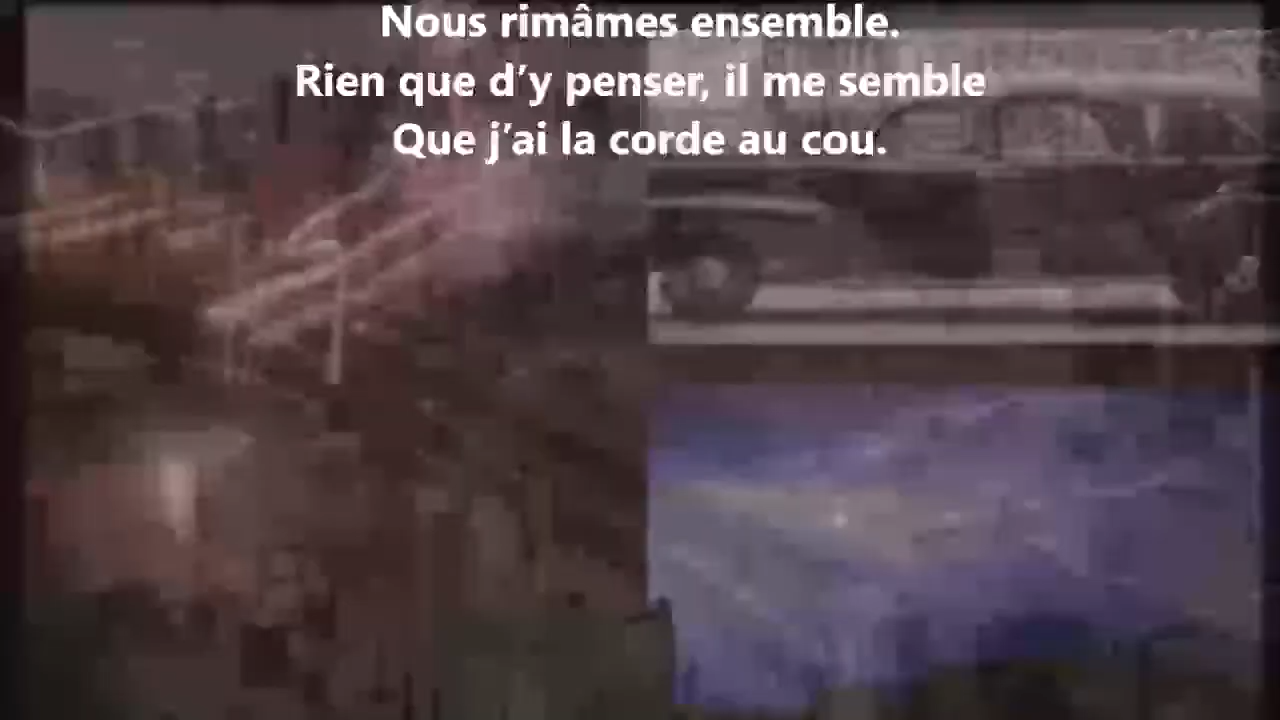 Nous rimâmes ensemble.
Rien que d’y penser, il me semble
Que j’ai la corde au cou.